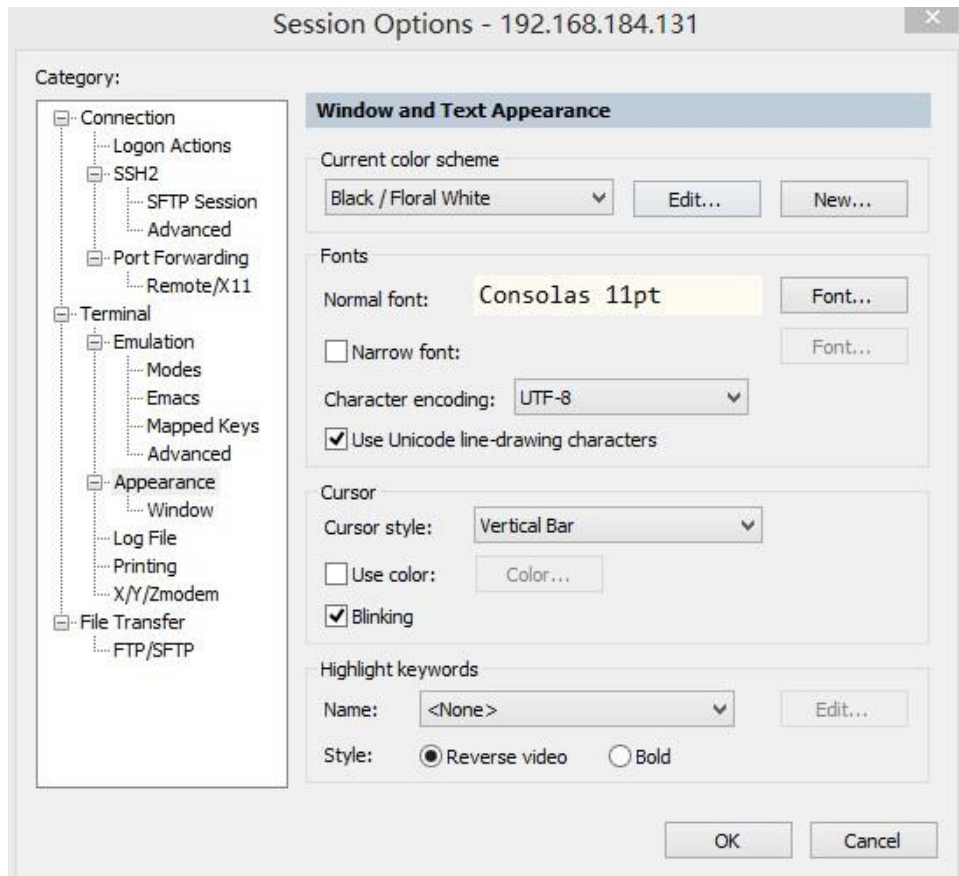 Session Options - 192.168.184.131
Category:
Connection
Logon Actions
SSH2
SFTP Session
Advanced
Port Forwarding
Remote/X11
Terminal
Emulation
Modes
Emacs
Mapped Keys
Advanced
Appearance
Window
Log File
Printing
X/Y/Zmodem
File Transfer
FTP/SFTP
Window and Text Appearance
Current color scheme
Black / Floral White Edit... New...
Fonts
Normal font: Consolas 11pt Font...
Narrow font: Font...
Character encoding: UTF-8
Use Unicode line-drawing characters
Cursor
Cursor style: Vertical Bar
Use color: Color...
Blinking
Highlight keywords
Name: <None> Edit...
Style: Reverse video Bold
OK Cancel